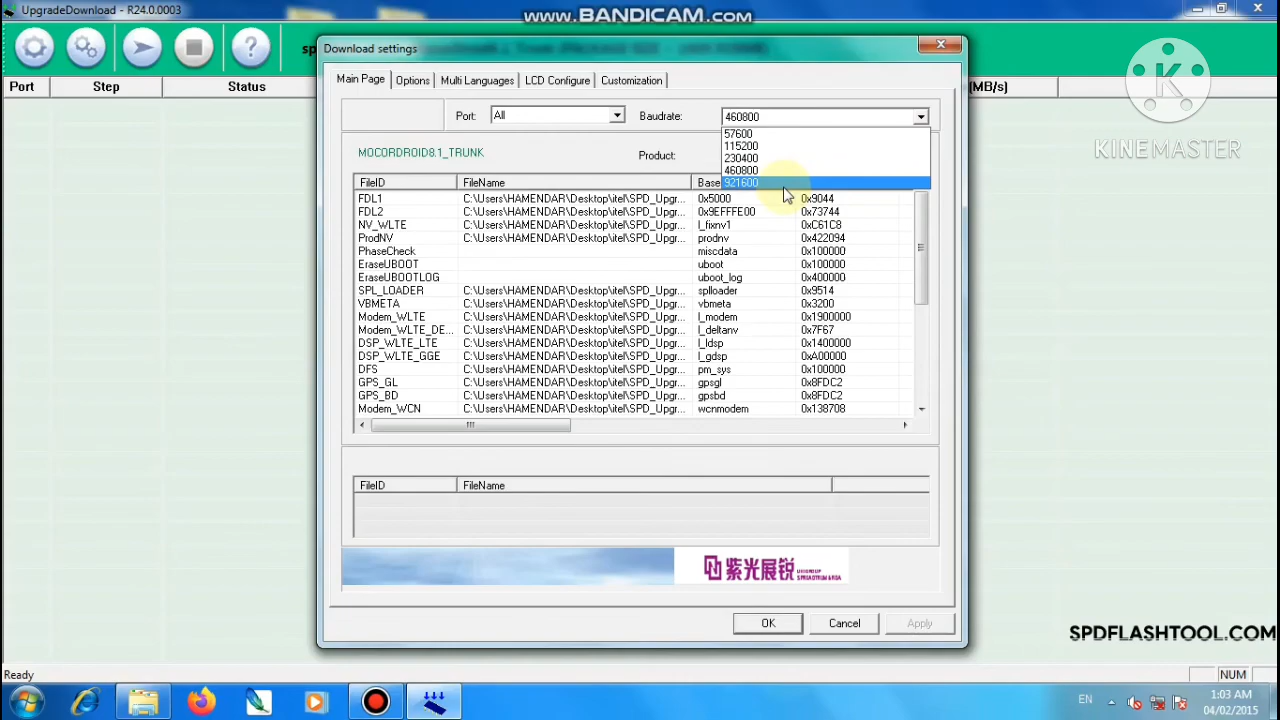 UpgradeDownload - R24.0.0003
WWW.BANDICAM.COM
Download settings
Port Step Status (MB/s)
K
KINEMASTER
Main Page Options Multi Languages LCD Configure Customization
Port: All Baudrate: 460800
57600
115200
230400
460800
921600
MOCORDROID8.1_TRUNK Product:
FileID FileName Base
FDL1 C:\Users\HAMENDAR\Desktop\itel\SPD_Upgr... 0x5000 0x9044
FDL2 C:\Users\HAMENDAR\Desktop\itel\SPD_Upgr... 0x9EFFFE00 0x73744
NV_WLTE C:\Users\HAMENDAR\Desktop\itel\SPD_Upgr... l_fixnv1 0xC61C8
ProdNV C:\Users\HAMENDAR\Desktop\itel\SPD_Upgr... prodnv 0x422094
PhaseCheck miscdata 0x100000
EraseUBOOT uboot 0x100000
EraseUBOOTLOG uboot_log 0x400000
SPL_LOADER C:\Users\HAMENDAR\Desktop\itel\SPD_Upgr... splloader 0x9514
VBMETA C:\Users\HAMENDAR\Desktop\itel\SPD_Upgr... vbmeta 0x3200
Modem_WLTE C:\Users\HAMENDAR\Desktop\itel\SPD_Upgr... l_modem 0x1900000
Modem_WLTE_DE... C:\Users\HAMENDAR\Desktop\itel\SPD_Upgr... l_deltanv 0x7F67
DSP_WLTE_LTE C:\Users\HAMENDAR\Desktop\itel\SPD_Upgr... l_ldsp 0x1400000
DSP_WLTE_GGE C:\Users\HAMENDAR\Desktop\itel\SPD_Upgr... l_gdsp 0xA00000
DFS C:\Users\HAMENDAR\Desktop\itel\SPD_Upgr... pm_sys 0x100000
GPS_GL C:\Users\HAMENDAR\Desktop\itel\SPD_Upgr... gpsgl 0x8FDC2
GPS_BD C:\Users\HAMENDAR\Desktop\itel\SPD_Upgr... gpsbd 0x8FDC2
Modem_WCN C:\Users\HAMENDAR\Desktop\itel\SPD_Upgr... wcnmodem 0x138708
FileID FileName
紫光展锐
OK Cancel Apply
SPDFLASHTOOL.COM
Ready NUM
EN 1:03 AM
04/02/2015